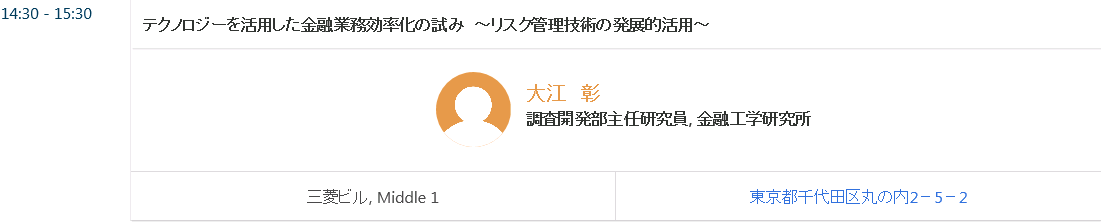 14:30 - 15:30
テクノロジーを活用した金融業務効率化の試み　～リスク管理技術の発展的活用～
大江　彰
調査開発部主任研究員, 金融工学研究所
三菱ビル, Middle 1
東京都千代田区丸の内2－5－2